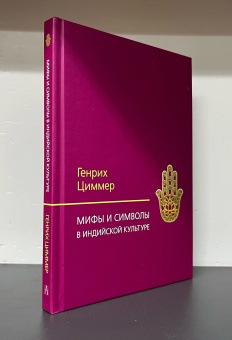 Генрих
Циммер
МИФЫ И СИМВОЛЫ
В ИНДИЙСКОЙ КУЛЬТУРЕ
МИФЫ И СИМВОЛЫ В ИНДИЙСКОЙ КУЛЬТУРЕ
ГЕНРИХ ЦИММЕР